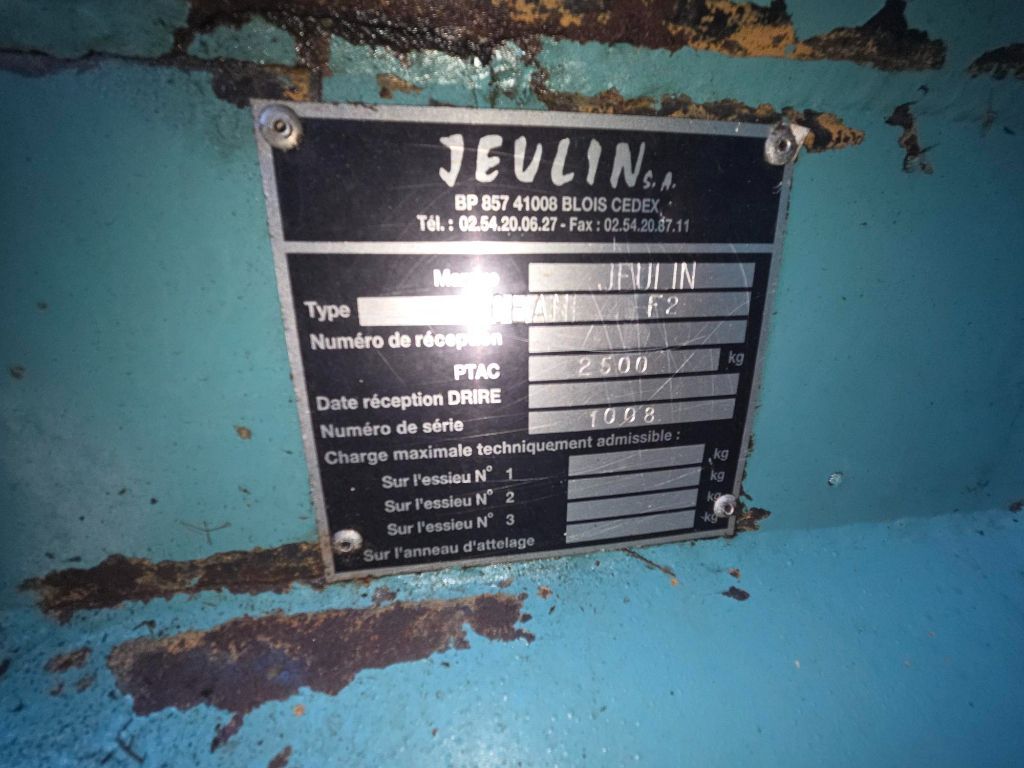 JEULIN S.A.
BP 857 41008 BLOIS CEDEX
Tél. : 02.54.20.06.27 - Fax : 02.54.20.87.11
JEULIN
Type F2
Numéro de réception
PTAC 2500 kg
Date réception DRIRE
Numéro de série 1008
Charge maximale techniquement admissible :
Sur l'essieu N° 1 kg
Sur l'essieu N° 2 kg
Sur l'essieu N° 3 kg
Sur l'anneau d'attelage kg